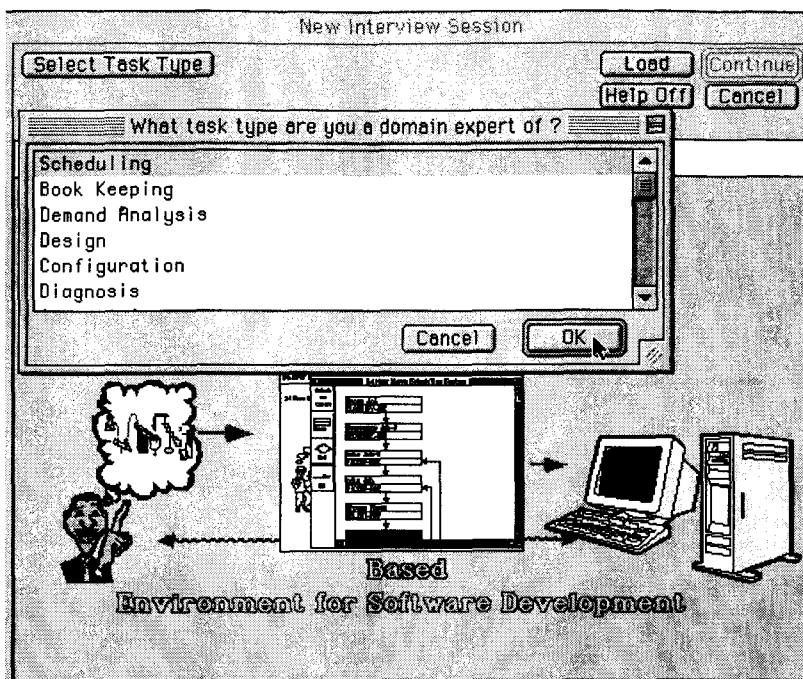 New Interview Session
Select Task Type
Load
Continue
Help Off
Cancel
What task type are you a domain expert of ?
Scheduling
Book Keeping
Demand Analysis
Design
Configuration
Diagnosis
Cancel
OK
Based
Environment for Software Development